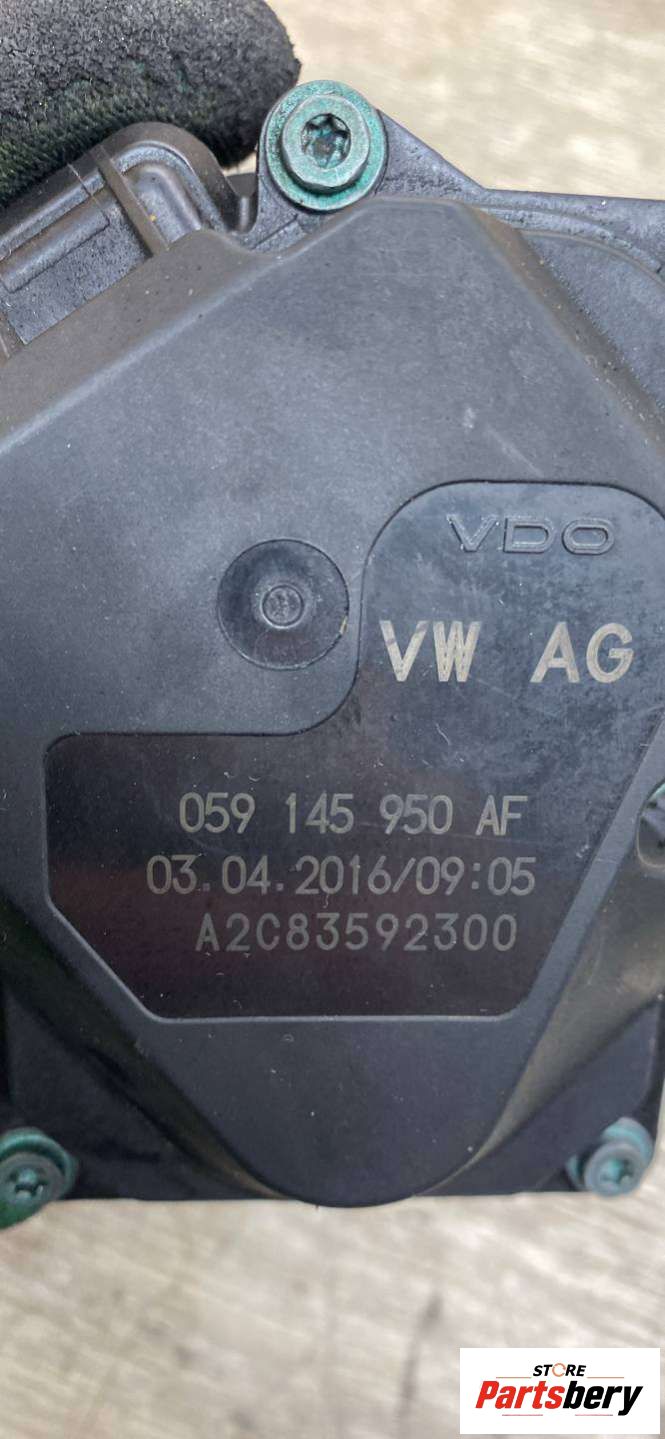 VDO
VW AG
059 145 950 AF
03.04.2016/09:05
A2C83592300
STORE
Partsbery